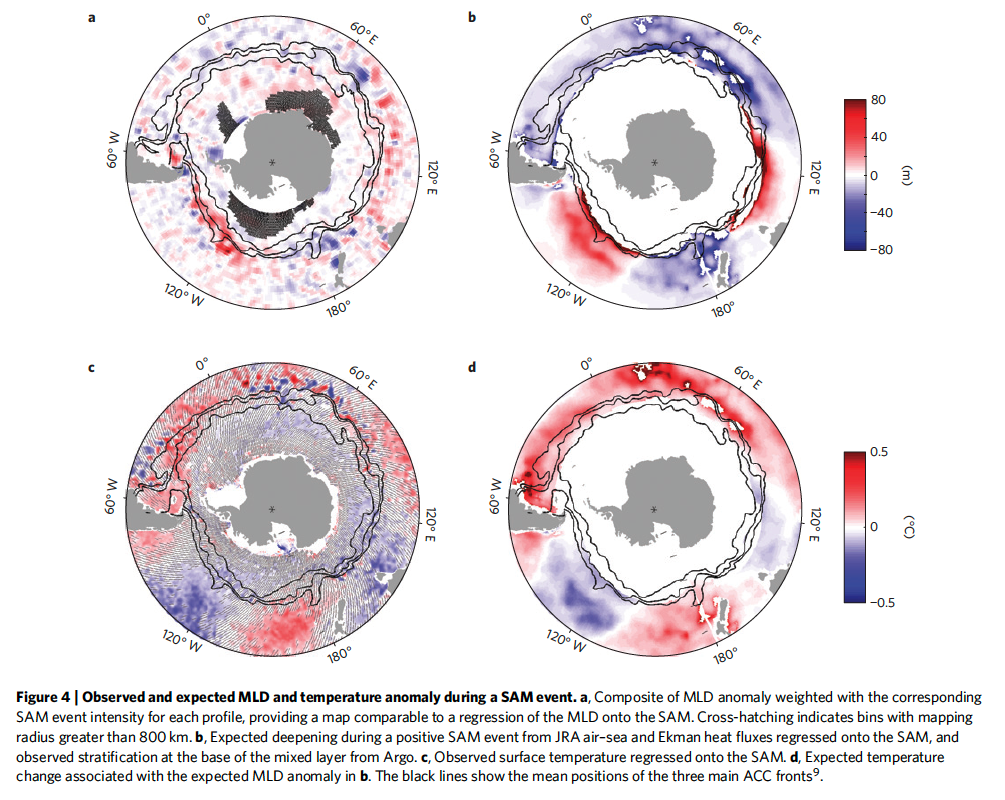 a
0°
60° E
120° E
180°
120° W
60° W
b
0°
60° E
120° E
180°
120° W
60° W
80
40
0
−40
−80
(m)
c
0°
60° E
120° E
180°
120° W
60° W
d
0°
60° E
120° E
180°
120° W
60° W
0.5
0
−0.5
(°C)
Figure 4 | Observed and expected MLD and temperature anomaly during a SAM event. a, Composite of MLD anomaly weighted with the corresponding
SAM event intensity for each profile, providing a map comparable to a regression of the MLD onto the SAM. Cross-hatching indicates bins with mapping
radius greater than 800 km. b, Expected deepening during a positive SAM event from JRA air–sea and Ekman heat fluxes regressed onto the SAM, and
observed stratification at the base of the mixed layer from Argo. c, Observed surface temperature regressed onto the SAM. d, Expected temperature
change associated with the expected MLD anomaly in b. The black lines show the mean positions of the three main ACC fronts⁹.